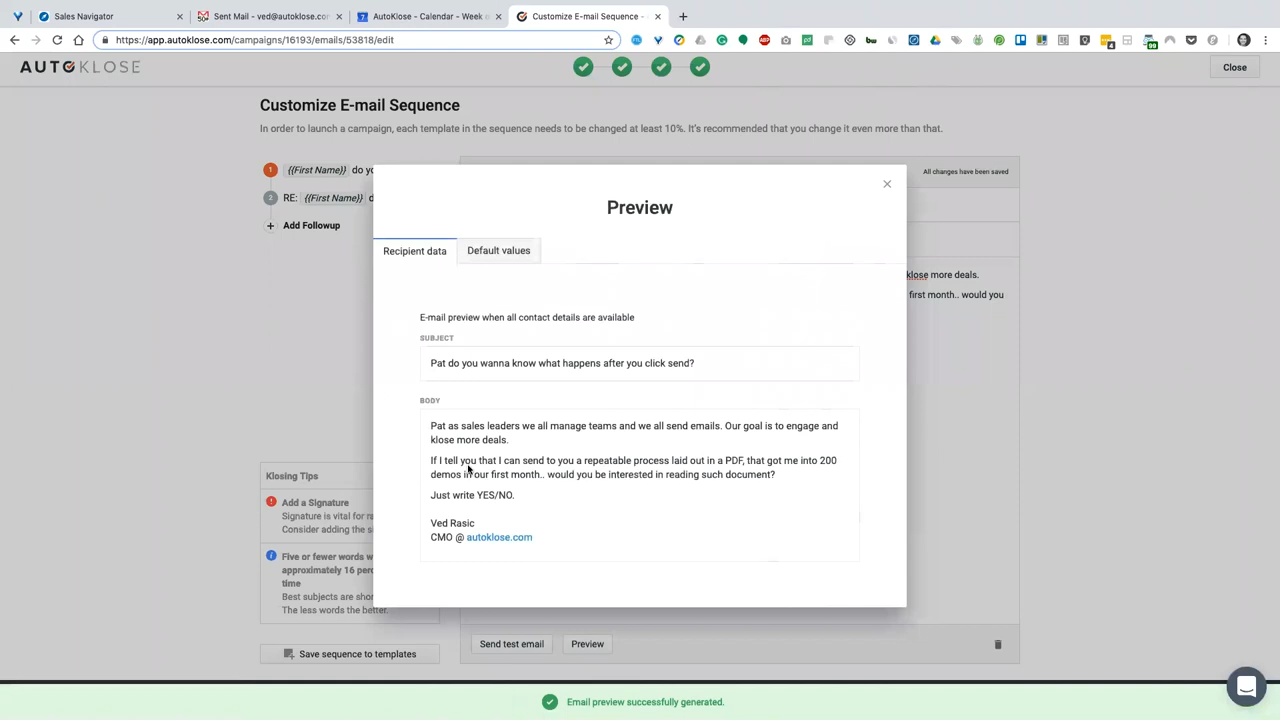 Sales Navigator
Sent Mail - ved@autoklose.co
AutoKlose - Calendar - Week o
Customize E-mail Sequence -
https://app.autoklose.com/campaigns/16193/emails/53818/edit
AUTOKLOSE
Close
Customize E-mail Sequence
In order to launch a campaign, each template in the sequence needs to be changed at least 10%. It's recommended that you change it even more than that.
1 {{First Name}} do yo
2 RE: {{First Name}} d
+ Add Followup
All changes have been saved
klose more deals.
first month.. would you
Preview
Recipient data
Default values
E-mail preview when all contact details are available
SUBJECT
Pat do you wanna know what happens after you click send?
BODY
Pat as sales leaders we all manage teams and we all send emails. Our goal is to engage and
klose more deals.
If I tell you that I can send to you a repeatable process laid out in a PDF, that got me into 200
demos in our first month.. would you be interested in reading such document?
Just write YES/NO.
Ved Rasic
CMO @ autoklose.com
Klosing Tips
Add a Signature
Signature is vital for ra
Consider adding the s
Five or fewer words w
approximately 16 perc
time
Best subjects are shor
The less words the better.
Save sequence to templates
Send test email
Preview
Email preview successfully generated.